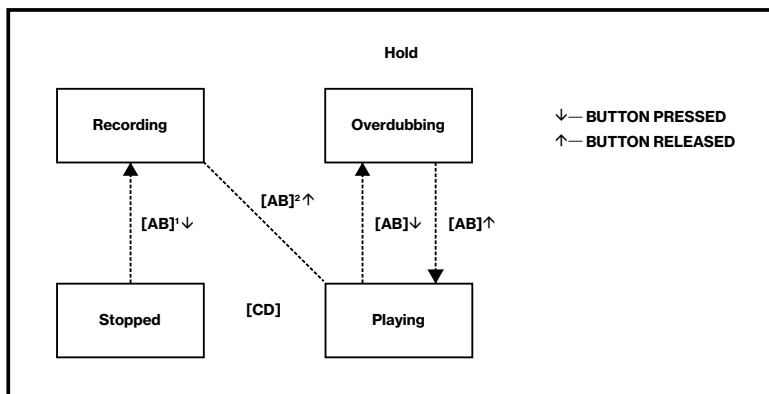 Hold
Recording
Overdubbing
↓— BUTTON PRESSED
↑— BUTTON RELEASED
[AB]¹↓
[AB]²↑
[AB]↓
[AB]↑
Stopped
[CD]
Playing